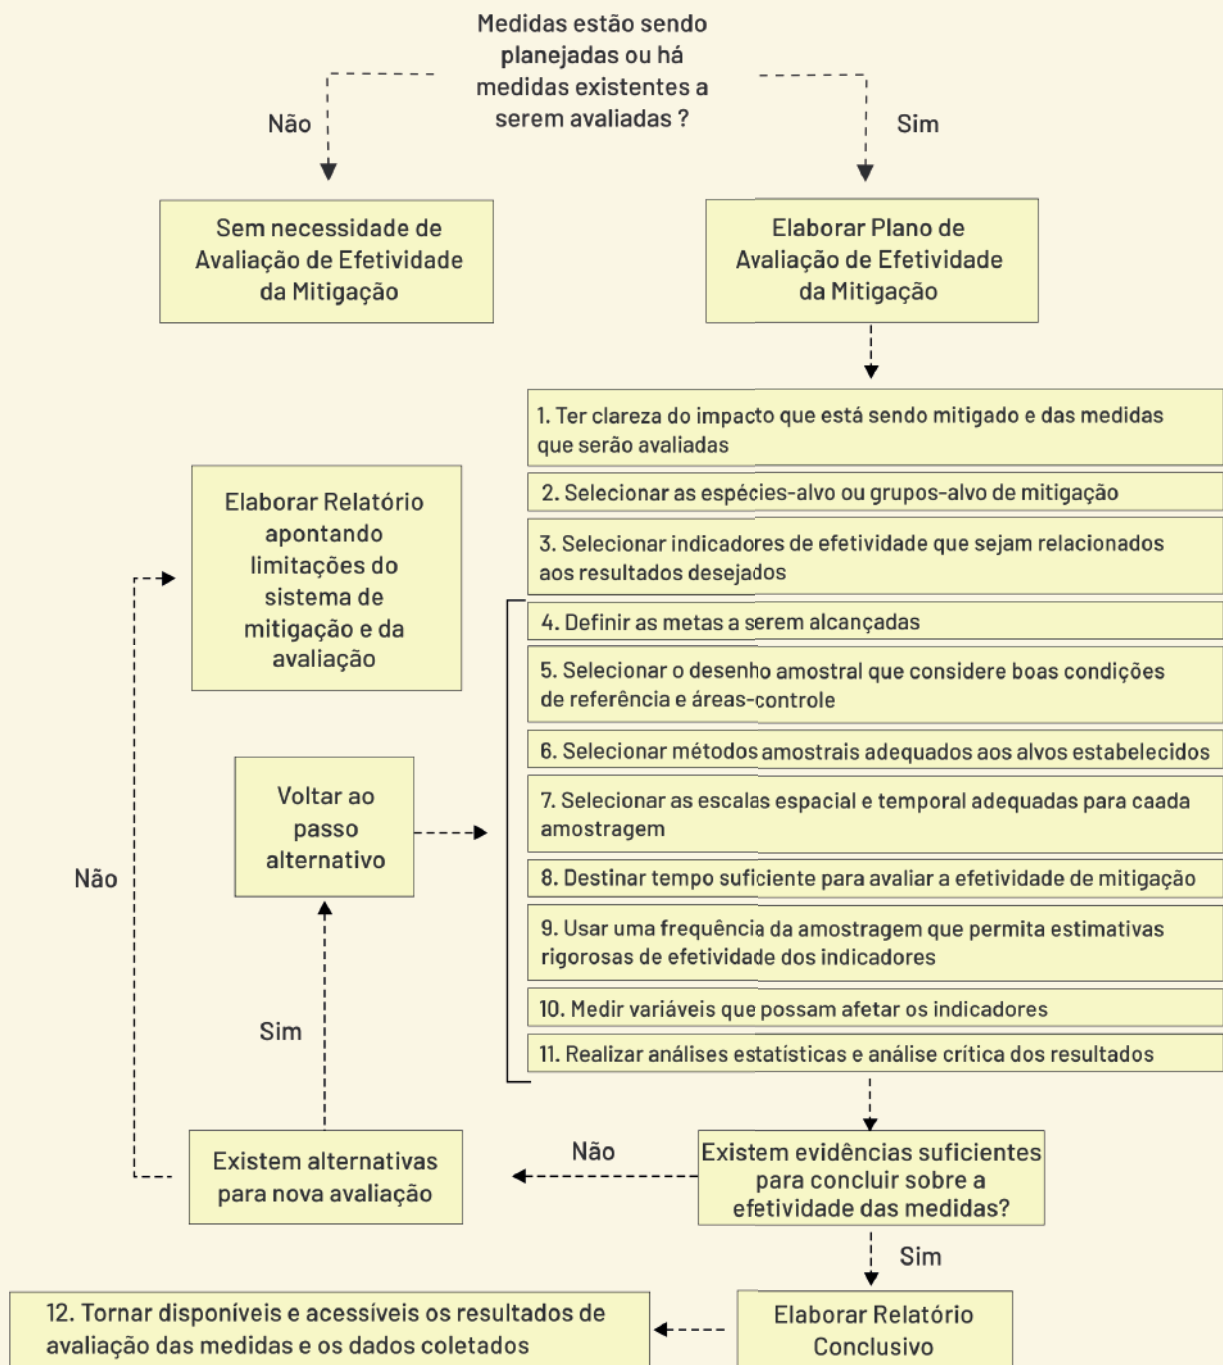 Medidas estão sendo
planejadas ou há
medidas existentes a
serem avaliadas ?
Não
Sim
Sem necessidade de
Avaliação de Efetividade
da Mitigação
Elaborar Plano de
Avaliação de Efetividade
da Mitigação
1. Ter clareza do impacto que está sendo mitigado e das medidas
que serão avaliadas
2. Selecionar as espécies-alvo ou grupos-alvo de mitigação
3. Selecionar indicadores de efetividade que sejam relacionados
aos resultados desejados
4. Definir as metas a serem alcançadas
5. Selecionar o desenho amostral que considere boas condições
de referência e áreas-controle
6. Selecionar métodos amostrais adequados aos alvos estabelecidos
7. Selecionar as escalas espacial e temporal adequadas para caada
amostragem
8. Destinar tempo suficiente para avaliar a efetividade de mitigação
9. Usar uma frequência da amostragem que permita estimativas
rigorosas de efetividade dos indicadores
10. Medir variáveis que possam afetar os indicadores
11. Realizar análises estatísticas e análise crítica dos resultados
Elaborar Relatório
apontando
limitações do
sistema de
mitigação e da
avaliação
Voltar ao
passo
alternativo
Não
Sim
Existem alternativas
para nova avaliação
Não
Existem evidências suficientes
para concluir sobre a
efetividade das medidas?
Sim
12. Tornar disponíveis e acessíveis os resultados de
avaliação das medidas e os dados coletados
Elaborar Relatório
Conclusivo